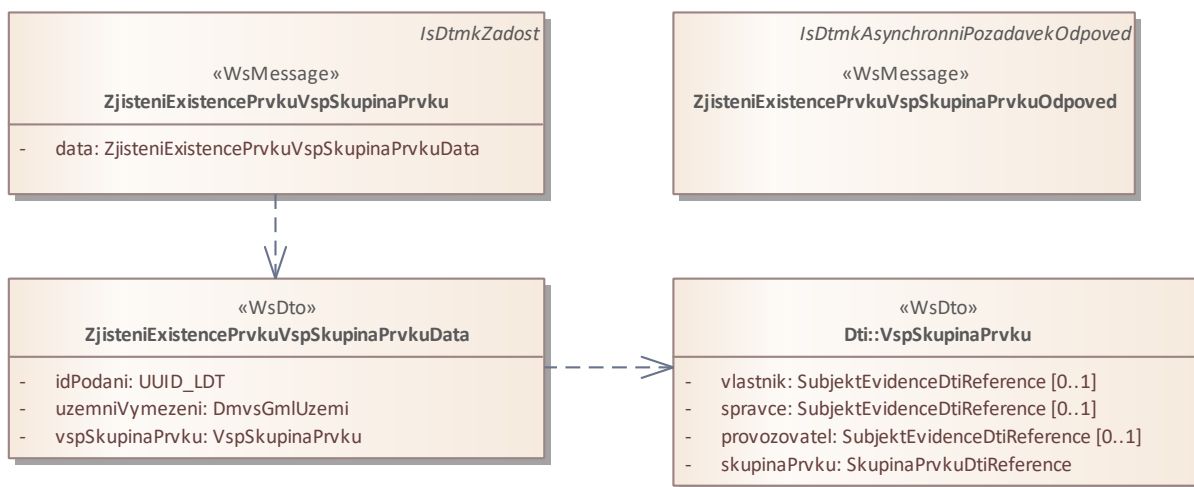 IsDtmkZadost
«WsMessage»
ZjisteniExistencePrvkuVspSkupinaPrvku
- data: ZjisteniExistencePrvkuVspSkupinaPrvkuData
IsDtmkAsynchronniPozadavekOdpoved
«WsMessage»
ZjisteniExistencePrvkuVspSkupinaPrvkuOdpoved
«WsDto»
ZjisteniExistencePrvkuVspSkupinaPrvkuData
- idPodani: UUID_LDT
- uzemniVymezeni: DmvsGmlUzemi
- vspSkupinaPrvku: VspSkupinaPrvku
«WsDto»
Dti::VspSkupinaPrvku
- vlastnik: SubjektEvidenceDtiReference [0..1]
- spravce: SubjektEvidenceDtiReference [0..1]
- provozovatel: SubjektEvidenceDtiReference [0..1]
- skupinaPrvku: SkupinaPrvkuDtiReference